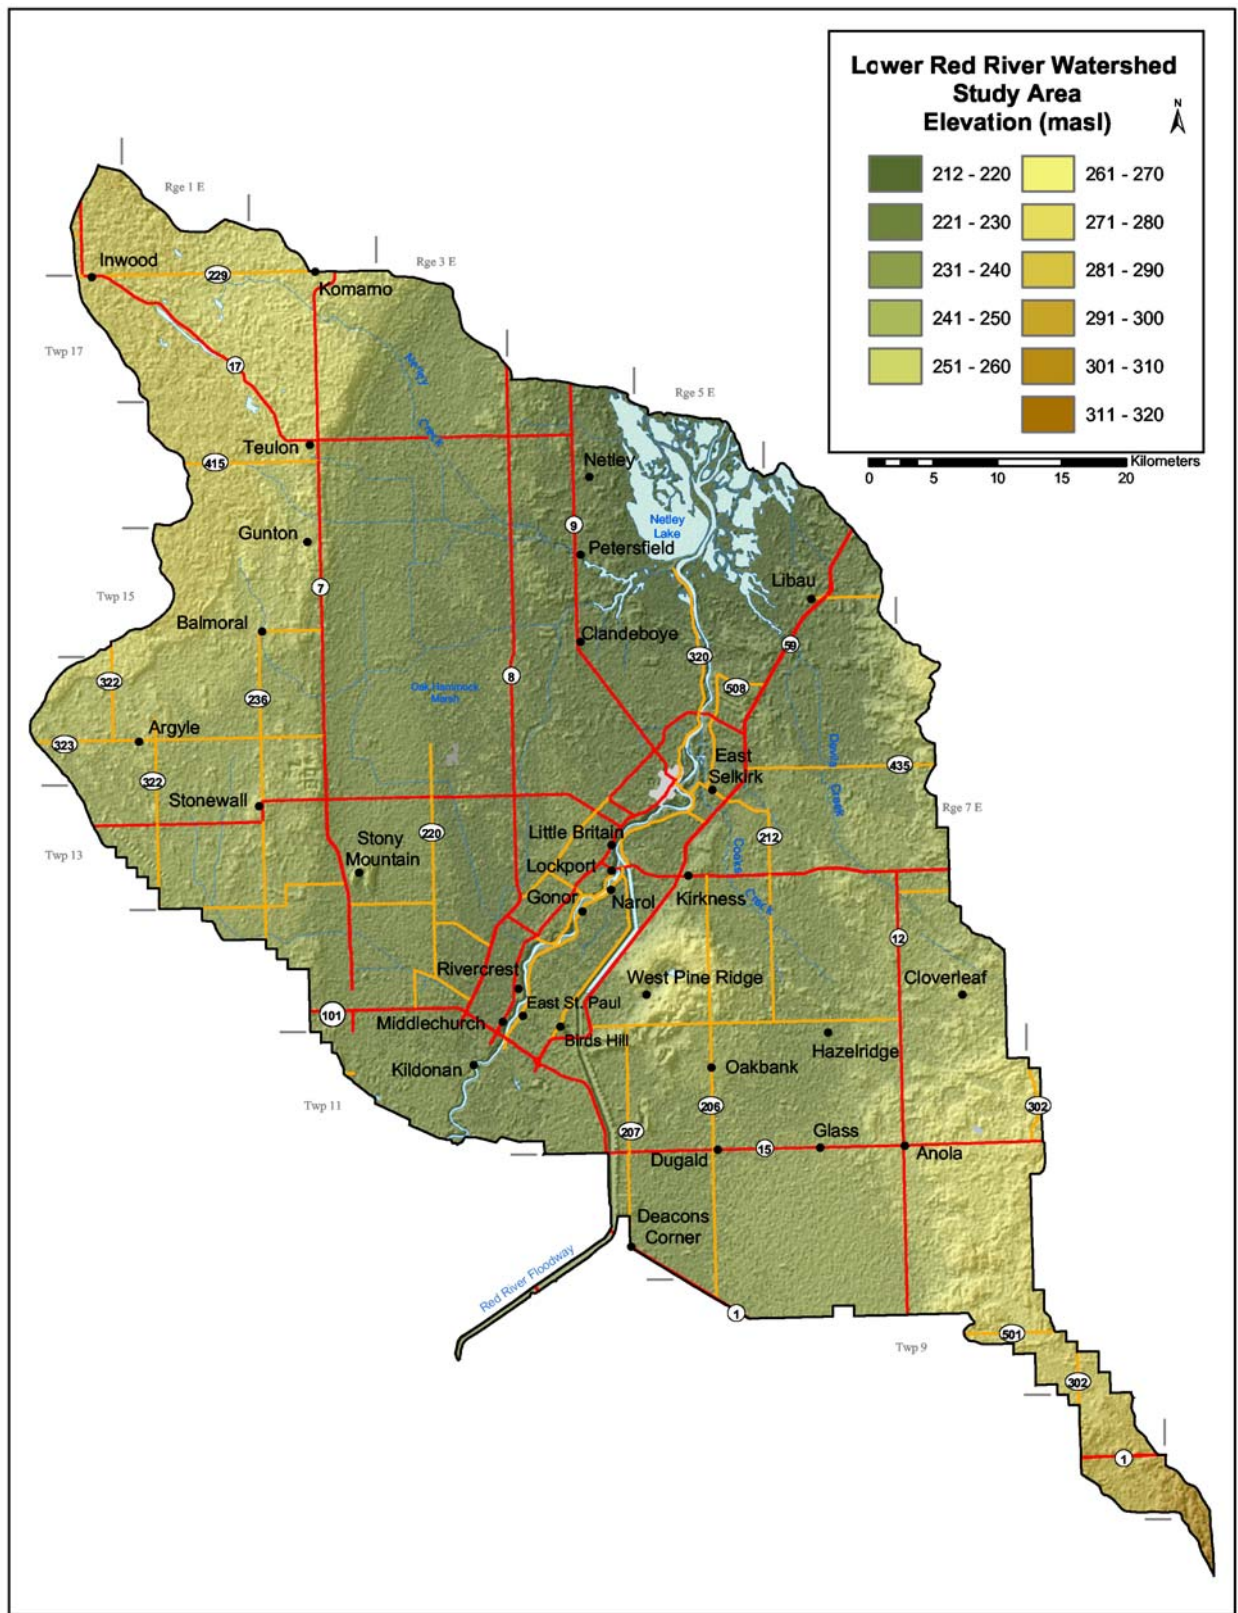 Lower Red River Watershed
Study Area
Elevation (masl)
N
212 - 220
261 - 270
221 - 230
271 - 280
231 - 240
281 - 290
241 - 250
291 - 300
251 - 260
301 - 310
311 - 320
Kilometers
0 5 10 15 20
Rge 1 E
Rge 3 E
Inwood
229
Komarno
Twp 17
17
Netley
Creek
Rge 5 E
Teulon
415
Netley
Netley
Lake
9
Gunton
Petersfield
7
Libau
Twp 15
Balmoral
Clandeboye
59
320
322
8
508
236
Oak Hammock
Marsh
Argyle
323
Devils
Creek
East
Selkirk
435
322
Stonewall
Rge 7 E
220
Little Britain
212
Stony
Mountain
Twp 13
Lockport
Cooks
Creek
Gonor
Narol
Kirkness
12
Rivercrest
West Pine Ridge
Cloverleaf
East St. Paul
101
Middlechurch
Birds Hill
Hazelridge
Kildonan
Oakbank
Twp 11
206
302
207
Glass
Dugald
15
Anola
Deacons
Corner
Red River Floodway
1
501
Twp 9
302
1